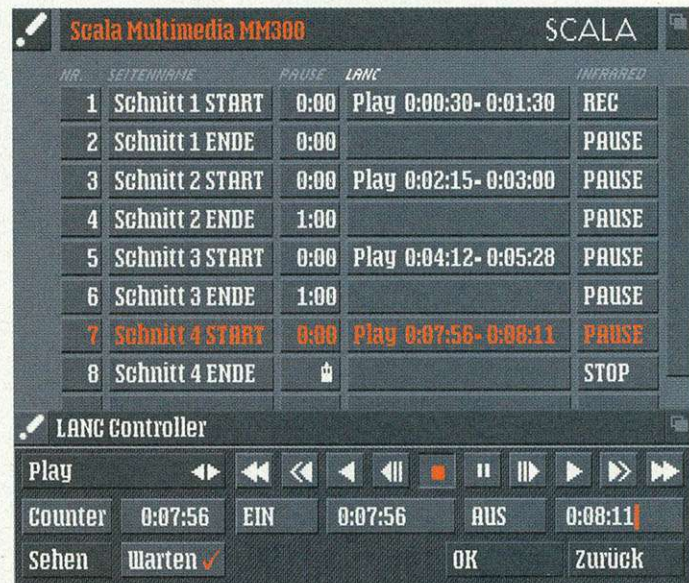 Scala Multimedia MM300 SCALA
NR. SEITENNAME PAUSE LANC INFRARED
1 Schnitt 1 START 0:00 Play 0:00:30- 0:01:30 REC
2 Schnitt 1 ENDE 0:00 PAUSE
3 Schnitt 2 START 0:00 Play 0:02:15- 0:03:00 PAUSE
4 Schnitt 2 ENDE 1:00 PAUSE
5 Schnitt 3 START 0:00 Play 0:04:12- 0:05:28 PAUSE
6 Schnitt 3 ENDE 1:00 PAUSE
7 Schnitt 4 START 0:00 Play 0:07:56- 0:08:11 PAUSE
8 Schnitt 4 ENDE STOP
LANC Controller
Play
Counter 0:07:56 EIN 0:07:56 AUS 0:08:11
Sehen Warten OK Zurück